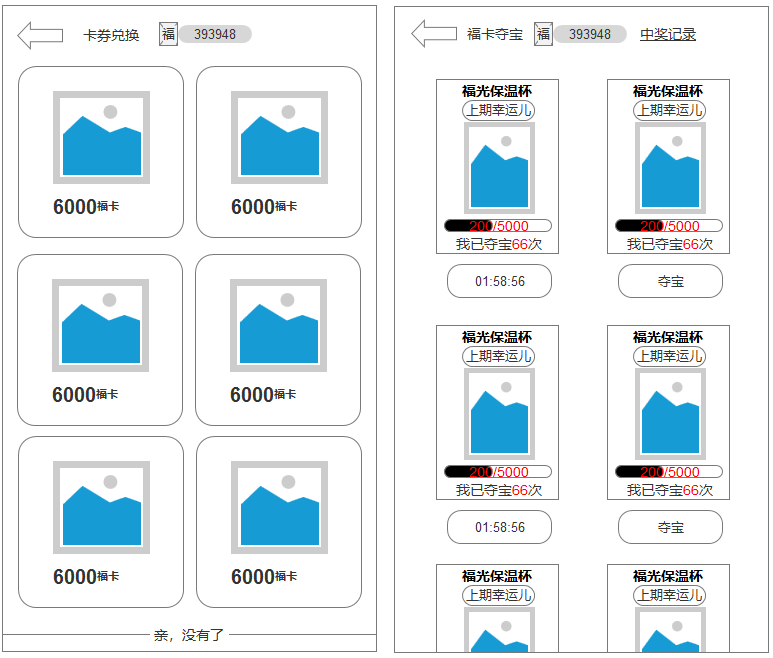 卡券兑换 福 393948
6000福卡 6000福卡
6000福卡 6000福卡
6000福卡 6000福卡
亲，没有了
福卡夺宝 福 393948 中奖记录
福光保温杯 福光保温杯
上期幸运儿 上期幸运儿
200/5000 200/5000
我已夺宝66次 我已夺宝66次
01:58:56 夺宝
福光保温杯 福光保温杯
上期幸运儿 上期幸运儿
200/5000 200/5000
我已夺宝66次 我已夺宝66次
01:58:56 夺宝
福光保温杯 福光保温杯
上期幸运儿 上期幸运儿